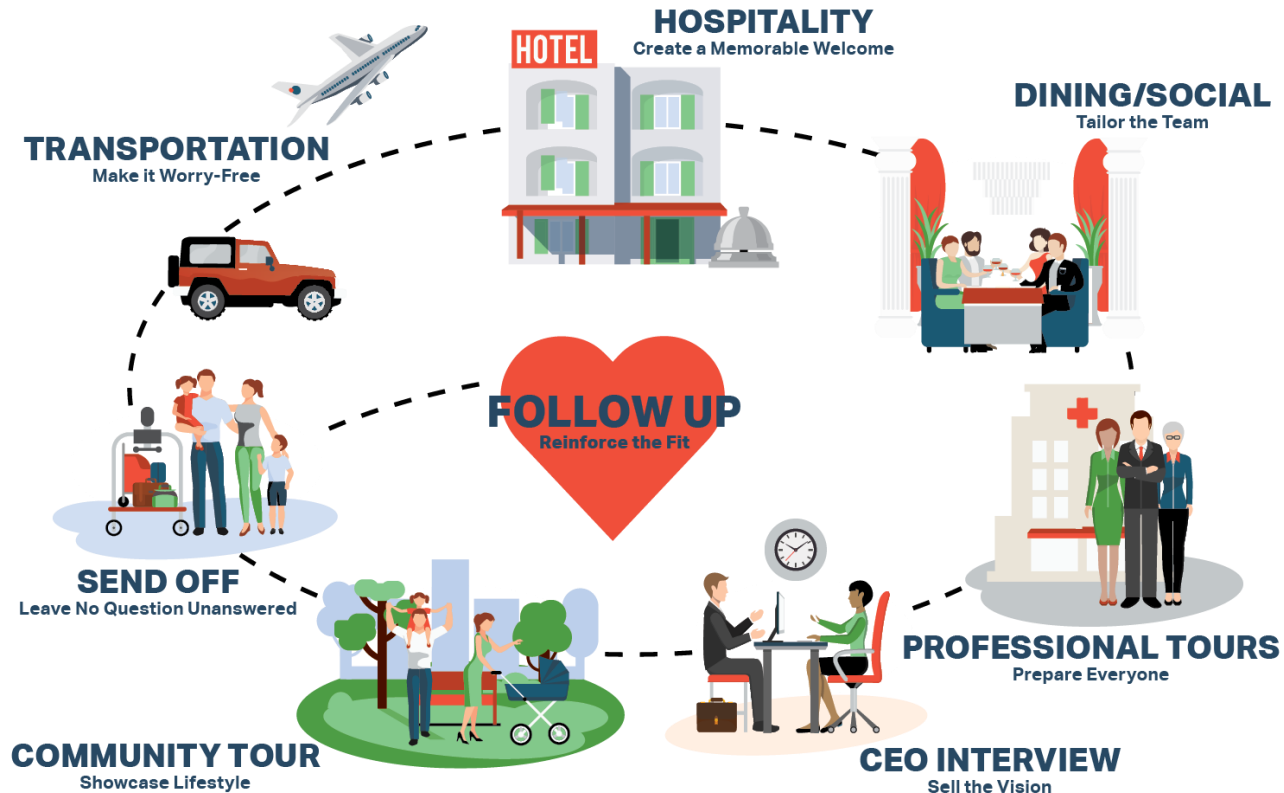 HOSPITALITY
Create a Memorable Welcome
HOTEL
DINING/SOCIAL
Tailor the Team
TRANSPORTATION
Make it Worry-Free
FOLLOW UP
Reinforce the Fit
SEND OFF
Leave No Question Unanswered
PROFESSIONAL TOURS
Prepare Everyone
COMMUNITY TOUR
Showcase Lifestyle
CEO INTERVIEW
Sell the Vision